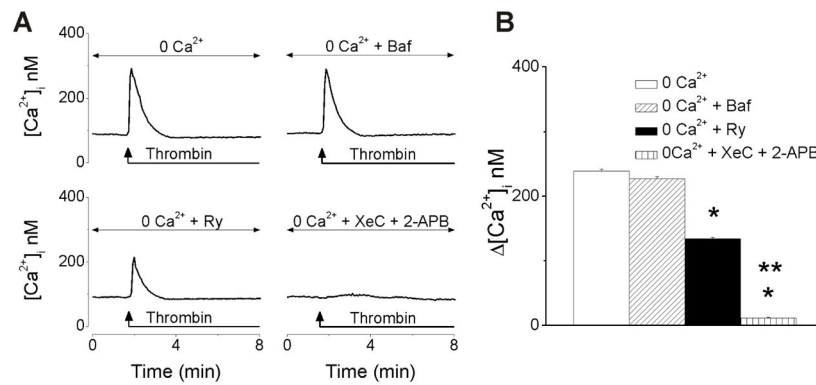 A
400
0 Ca²⁺
0 Ca²⁺ + Baf
[Ca²⁺]ᵢ nM
200
0
Thrombin
Thrombin
400
0 Ca²⁺ + Ry
0 Ca²⁺ + XeC + 2-APB
[Ca²⁺]ᵢ nM
200
0
Thrombin
Thrombin
0 4 8
0 4 8
Time (min)
Time (min)
B
400
0 Ca²⁺
0 Ca²⁺ + Baf
0 Ca²⁺ + Ry
0Ca²⁺ + XeC + 2-APB
Δ[Ca²⁺]ᵢ nM
200
*
**
*
0